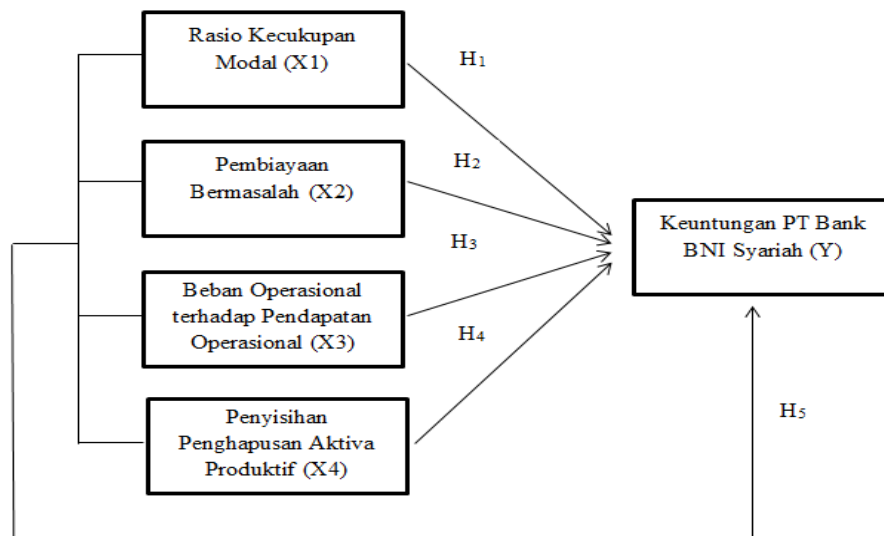 Rasio Kecukupan
Modal (X1)
H1
Pembiayaan
Bermasalah (X2)
H2
H3
Beban Operasional
terhadap Pendapatan
Operasional (X3)
H4
Penyisihan
Penghapusan Aktiva
Produktif (X4)
Keuntungan PT Bank
BNI Syariah (Y)
H5